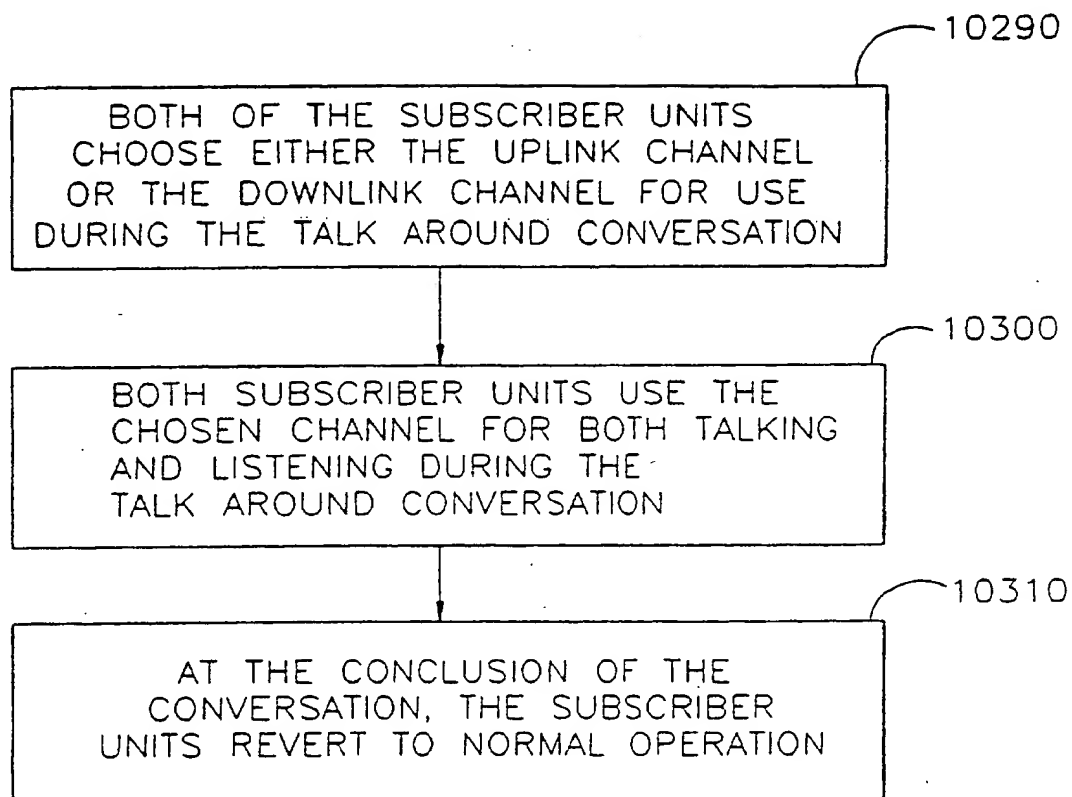 10290
BOTH OF THE SUBSCRIBER UNITS
CHOOSE EITHER THE UPLINK CHANNEL
OR THE DOWNLINK CHANNEL FOR USE
DURING THE TALK AROUND CONVERSATION
10300
BOTH SUBSCRIBER UNITS USE THE
CHOSEN CHANNEL FOR BOTH TALKING
AND LISTENING DURING THE
TALK AROUND CONVERSATION
10310
AT THE CONCLUSION OF THE
CONVERSATION, THE SUBSCRIBER
UNITS REVERT TO NORMAL OPERATION